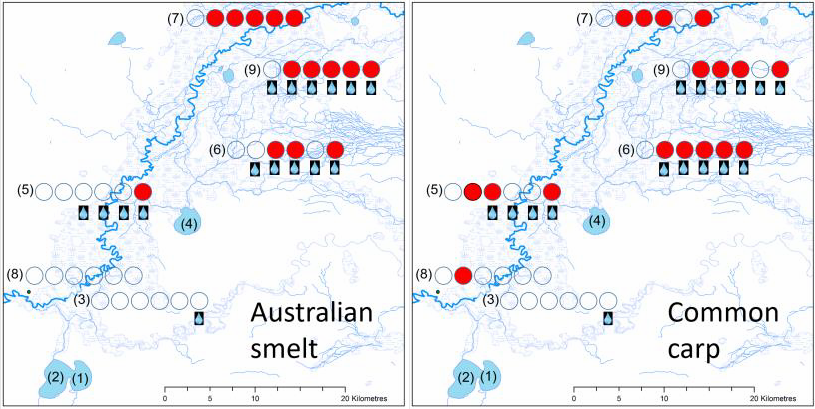 (7)
(9)
(6)
(5)
(4)
(8)
(3)
Australian
smelt
(2) (1)
0 5 10 20 Kilometres
(7)
(9)
(6)
(5)
(4)
(8)
(3)
Common
carp
(2) (1)
0 5 10 20 Kilometres